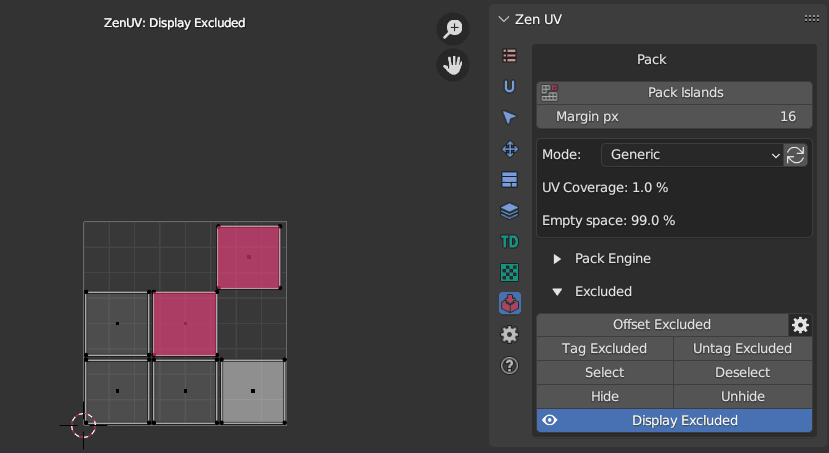 ZenUV: Display Excluded
Zen UV
Pack
Pack Islands
Margin px 16
Mode: Generic
UV Coverage: 1.0 %
Empty space: 99.0 %
TD
Pack Engine
Excluded
Offset Excluded
Tag Excluded Untag Excluded
Select Deselect
Hide Unhide
Display Excluded